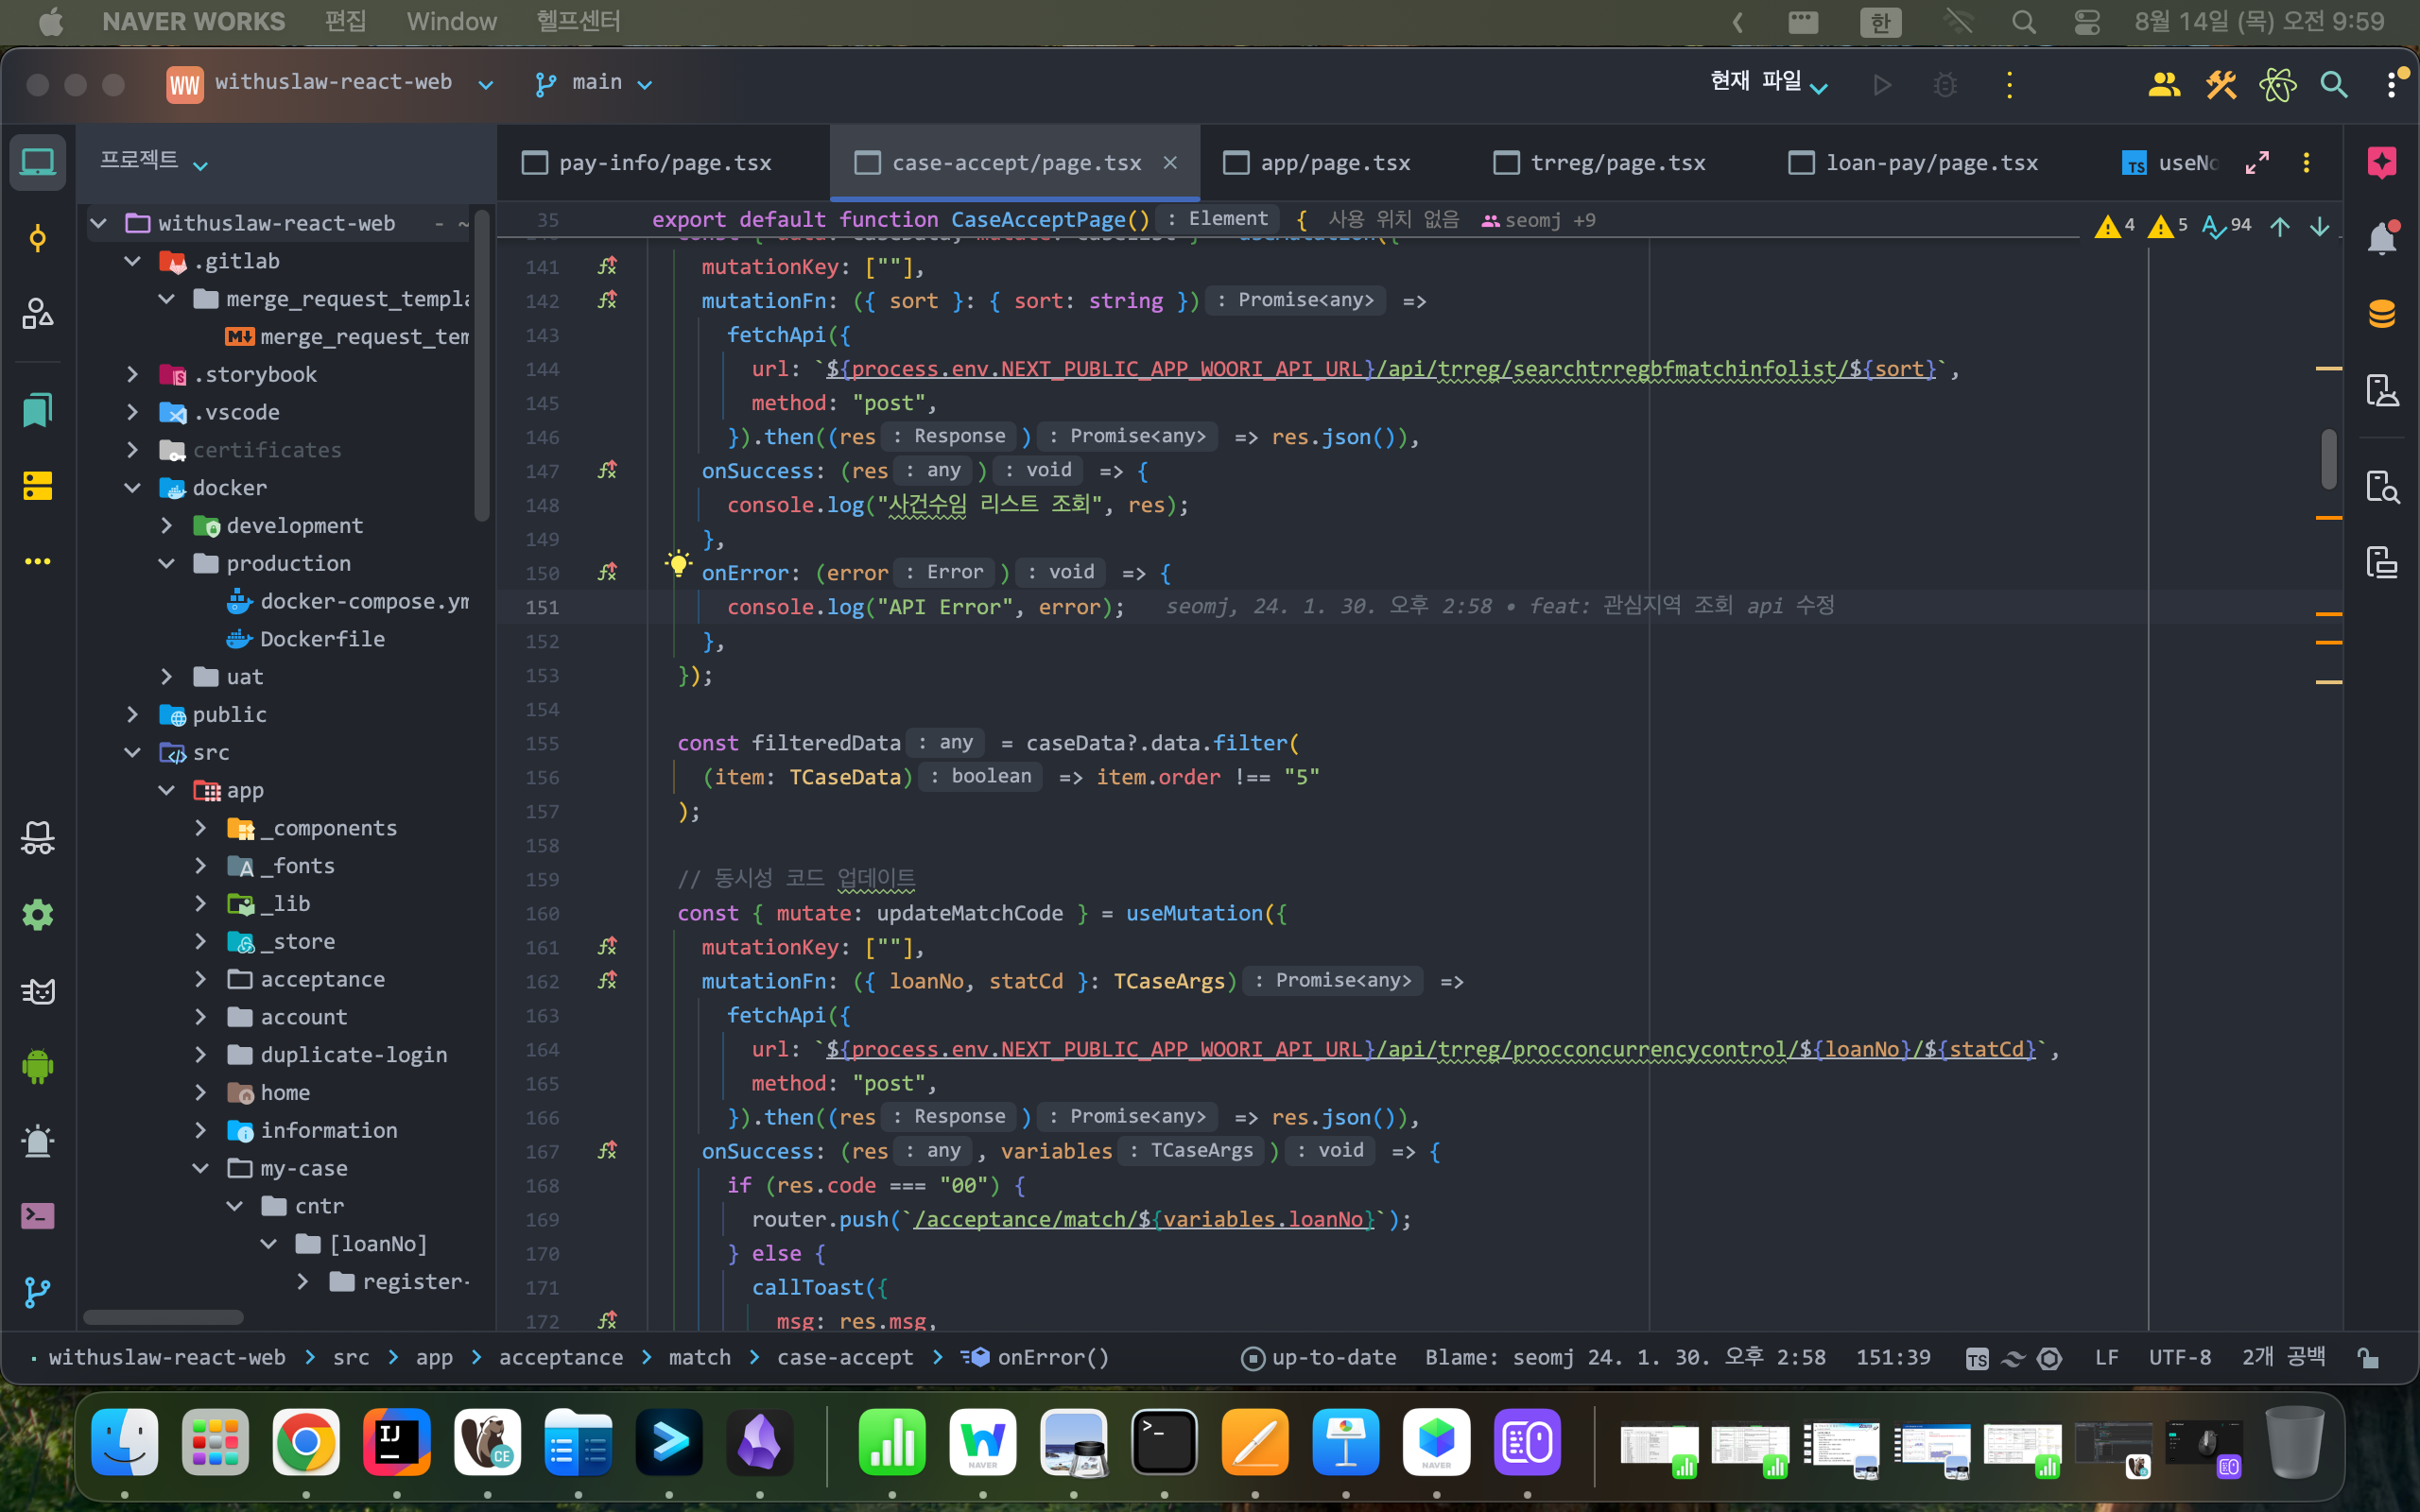 NAVER WORKS 편집 Window 헬프센터 한 8월 14일 (목) 오전 9:59
WW withuslaw-react-web main 현재 파일
프로젝트
pay-info/page.tsx case-accept/page.tsx app/page.tsx trreg/page.tsx loan-pay/page.tsx TS useNo
withuslaw-react-web - ~
.gitlab
merge_request_templa
merge_request_tem
.storybook
.vscode
certificates
docker
development
production
docker-compose.ym
Dockerfile
uat
public
src
app
_components
_fonts
_lib
_store
acceptance
account
duplicate-login
home
information
my-case
cntr
[loanNo]
register-
35 export default function CaseAcceptPage() : Element { 사용 위치 없음 seomj +9
4 5 94
141 mutationKey: [""],
142 mutationFn: ({ sort }: { sort: string }) : Promise<any> =>
143 fetchApi({
144 url: `${process.env.NEXT_PUBLIC_APP_WOORI_API_URL}/api/trreg/searchtrregbfmatchinfolist/${sort}`,
145 method: "post",
146 }).then((res : Response ) : Promise<any> => res.json()),
147 onSuccess: (res : any ) : void => {
148 console.log("사건수임 리스트 조회", res);
149 },
150 onError: (error : Error ) : void => {
151 console.log("API Error", error); seomj, 24. 1. 30. 오후 2:58 • feat: 관심지역 조회 api 수정
152 },
153 });
154
155 const filteredData : any = caseData?.data.filter(
156 (item: TCaseData) : boolean => item.order !== "5"
157 );
158
159 // 동시성 코드 업데이트
160 const { mutate: updateMatchCode } = useMutation({
161 mutationKey: [""],
162 mutationFn: ({ loanNo, statCd }: TCaseArgs) : Promise<any> =>
163 fetchApi({
164 url: `${process.env.NEXT_PUBLIC_APP_WOORI_API_URL}/api/trreg/procconcurrencycontrol/${loanNo}/${statCd}`,
165 method: "post",
166 }).then((res : Response ) : Promise<any> => res.json()),
167 onSuccess: (res : any , variables : TCaseArgs ) : void => {
168 if (res.code === "00") {
169 router.push(`/acceptance/match/${variables.loanNo}`);
170 } else {
171 callToast({
172 msg: res.msg,
withuslaw-react-web > src > app > acceptance > match > case-accept > onError() up-to-date Blame: seomj 24. 1. 30. 오후 2:58 151:39 TS LF UTF-8 2개 공백
IJ CE NAVER NAVER